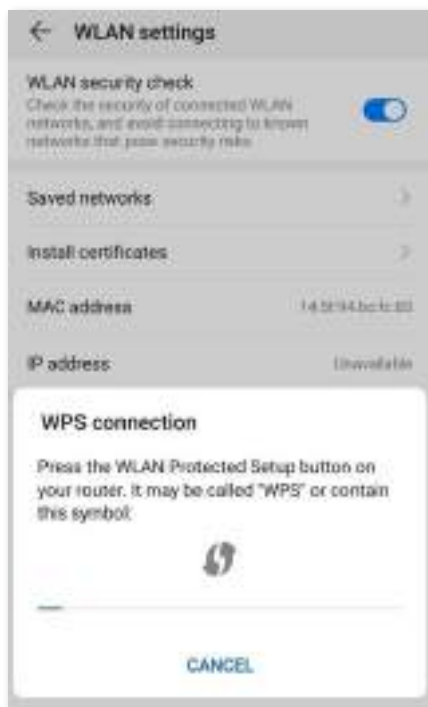 WLAN settings
WLAN security check
Check the security of connected WLAN
networks, and avoid connecting to known
networks that pose security risks
Saved networks
Install certificates
MAC address
IP address
Unavailable
WPS connection
Press the WLAN Protected Setup button on
your router. It may be called "WPS" or contain
this symbol:
CANCEL